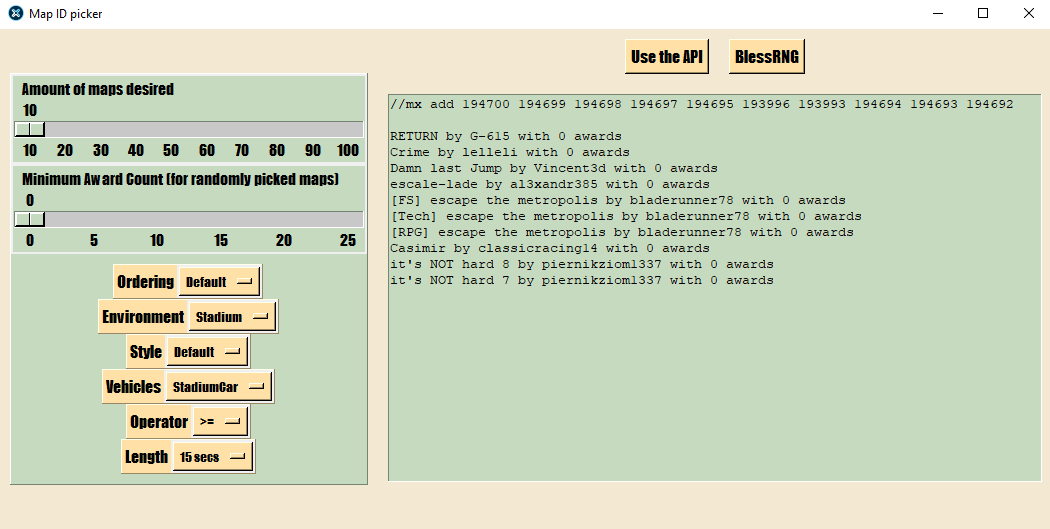 Map ID picker
Use the API
BlessRNG
Amount of maps desired
10
10 20 30 40 50 60 70 80 90 100
Minimum Award Count (for randomly picked maps)
0
0 5 10 15 20 25
Ordering Default
Environment Stadium
Style Default
Vehicles StadiumCar
Operator >=
Length 15 secs
//mx add 194700 194699 194698 194697 194695 193996 193993 194694 194693 194692
RETURN by G-615 with 0 awards
Crime by lelleli with 0 awards
Damn last Jump by Vincent3d with 0 awards
escale-lade by al3xandr385 with 0 awards
[FS] escape the metropolis by bladerunner78 with 0 awards
[Tech] escape the metropolis by bladerunner78 with 0 awards
[RPG] escape the metropolis by bladerunner78 with 0 awards
Casimir by classicracing14 with 0 awards
it's NOT hard 8 by piernikziom1337 with 0 awards
it's NOT hard 7 by piernikziom1337 with 0 awards